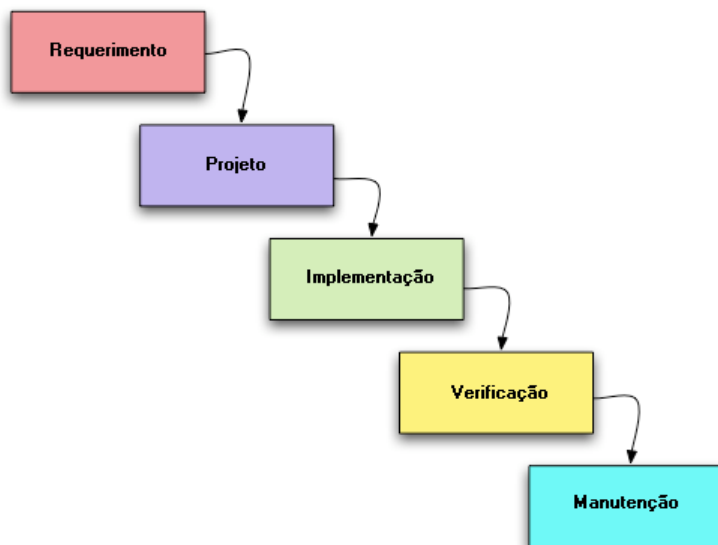 Requerimento
Projeto
Implementação
Verificação
Manutenção